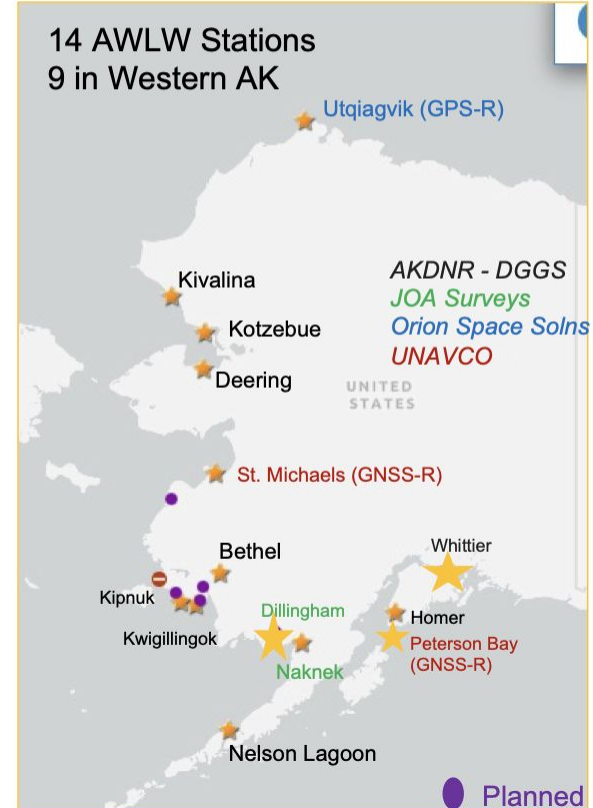 14 AWLW Stations
9 in Western AK
Utqiagvik (GPS-R)
AKDNR - DGGS
JOA Surveys
Orion Space Solns
UNAVCO
Kivalina
Kotzebue
Deering
UNITED
STATES
St. Michaels (GNSS-R)
Bethel
Whittier
Kipnuk
Dillingham
Homer
Kwigillingok
Peterson Bay
(GNSS-R)
Naknek
Nelson Lagoon
Planned